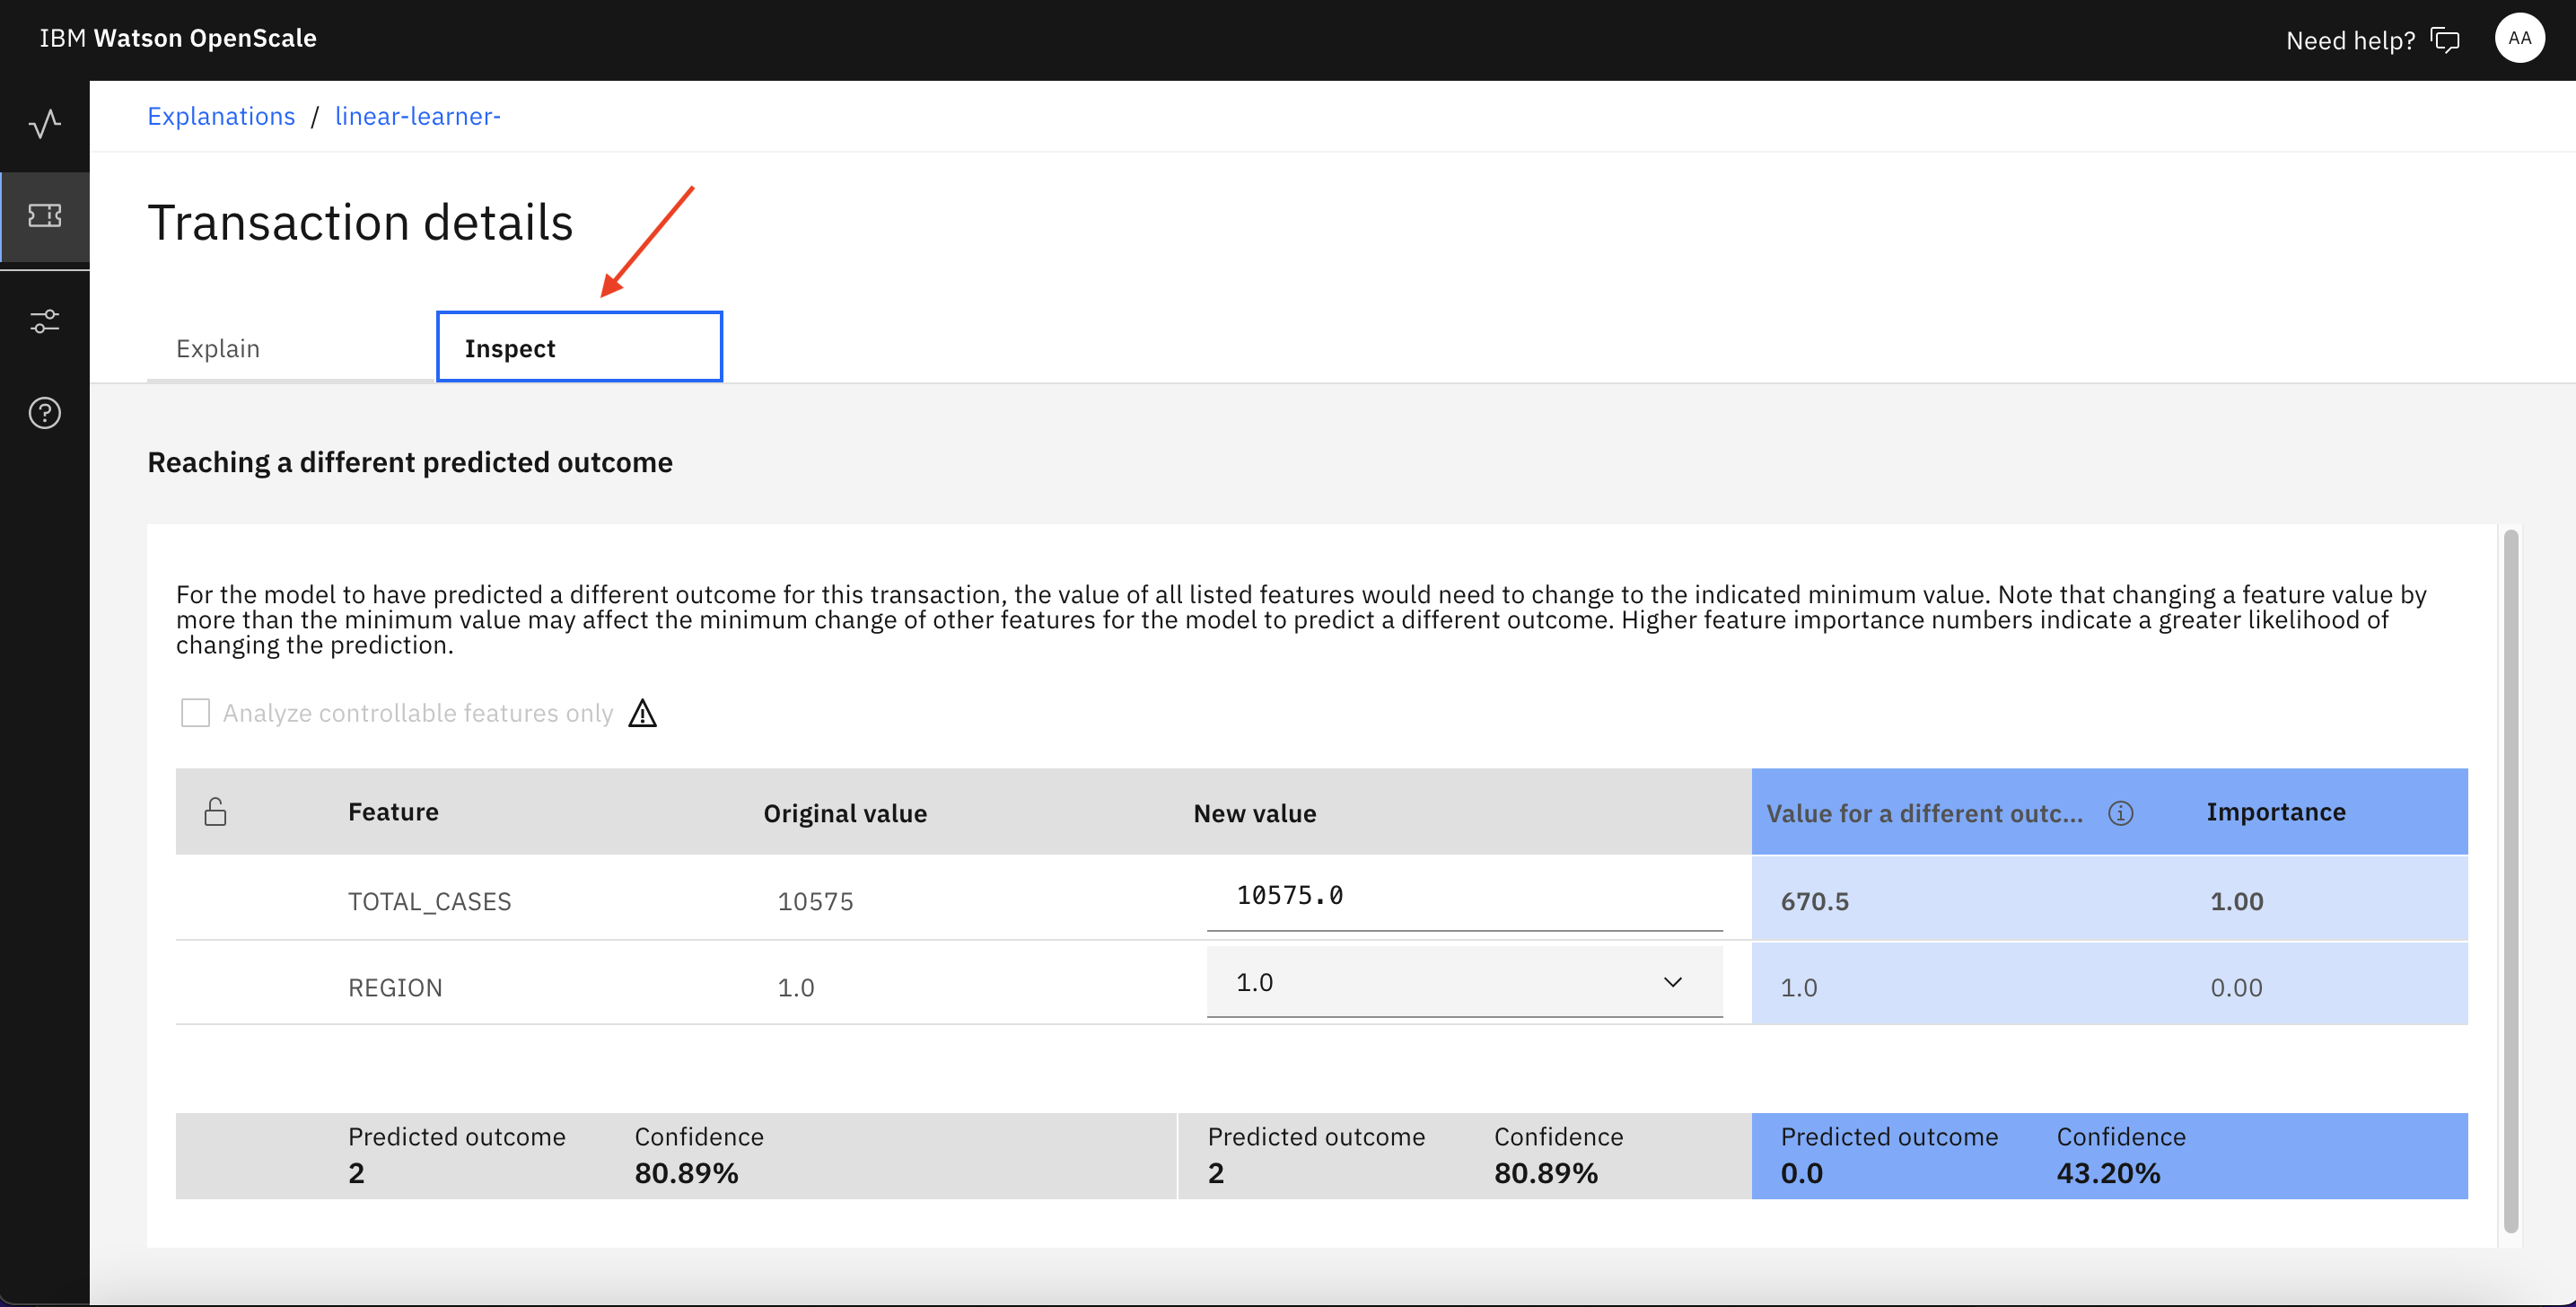 IBM Watson OpenScale
Need help?
AA
Explanations / linear-learner-
Transaction details
Explain
Inspect
Reaching a different predicted outcome
For the model to have predicted a different outcome for this transaction, the value of all listed features would need to change to the indicated minimum value. Note that changing a feature value by
more than the minimum value may affect the minimum change of other features for the model to predict a different outcome. Higher feature importance numbers indicate a greater likelihood of
changing the prediction.
Analyze controllable features only
Feature Original value New value Value for a different outc... Importance
TOTAL_CASES 10575 10575.0 670.5 1.00
REGION 1.0 1.0 1.0 0.00
Predicted outcome Confidence Predicted outcome Confidence Predicted outcome Confidence
2 80.89% 2 80.89% 0.0 43.20%